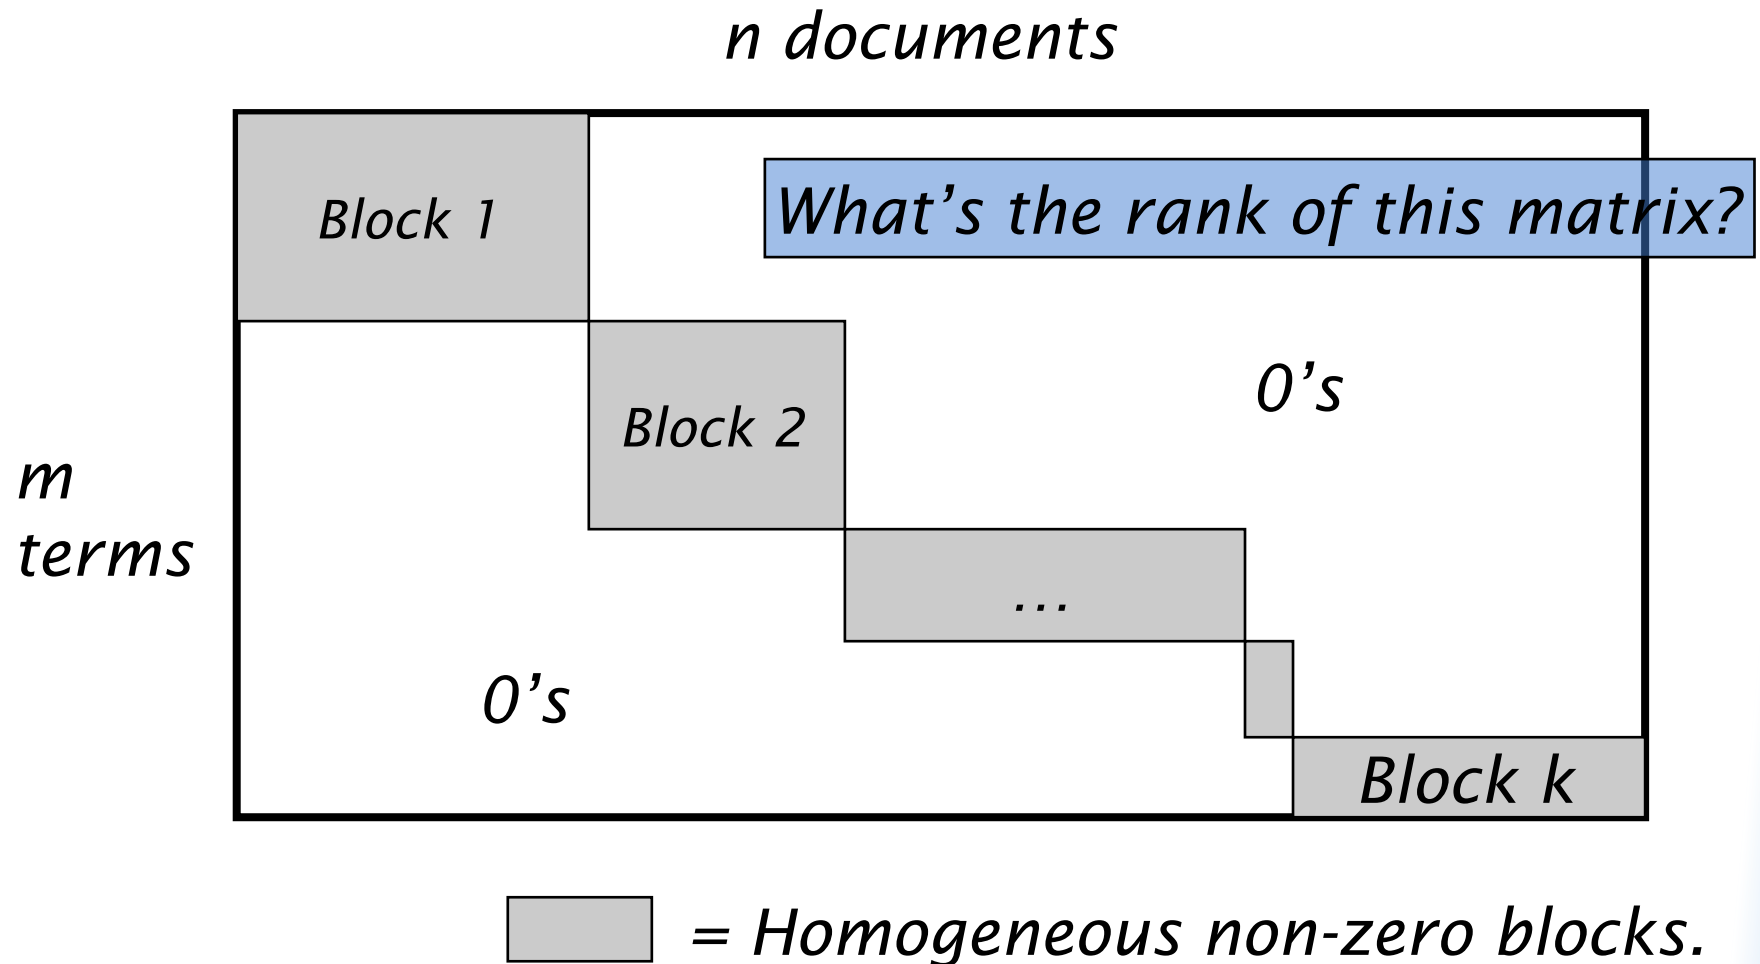 n documents
Block 1
What’s the rank of this matrix?
Block 2
0’s
m
terms
…
0’s
Block k
= Homogeneous non-zero blocks.